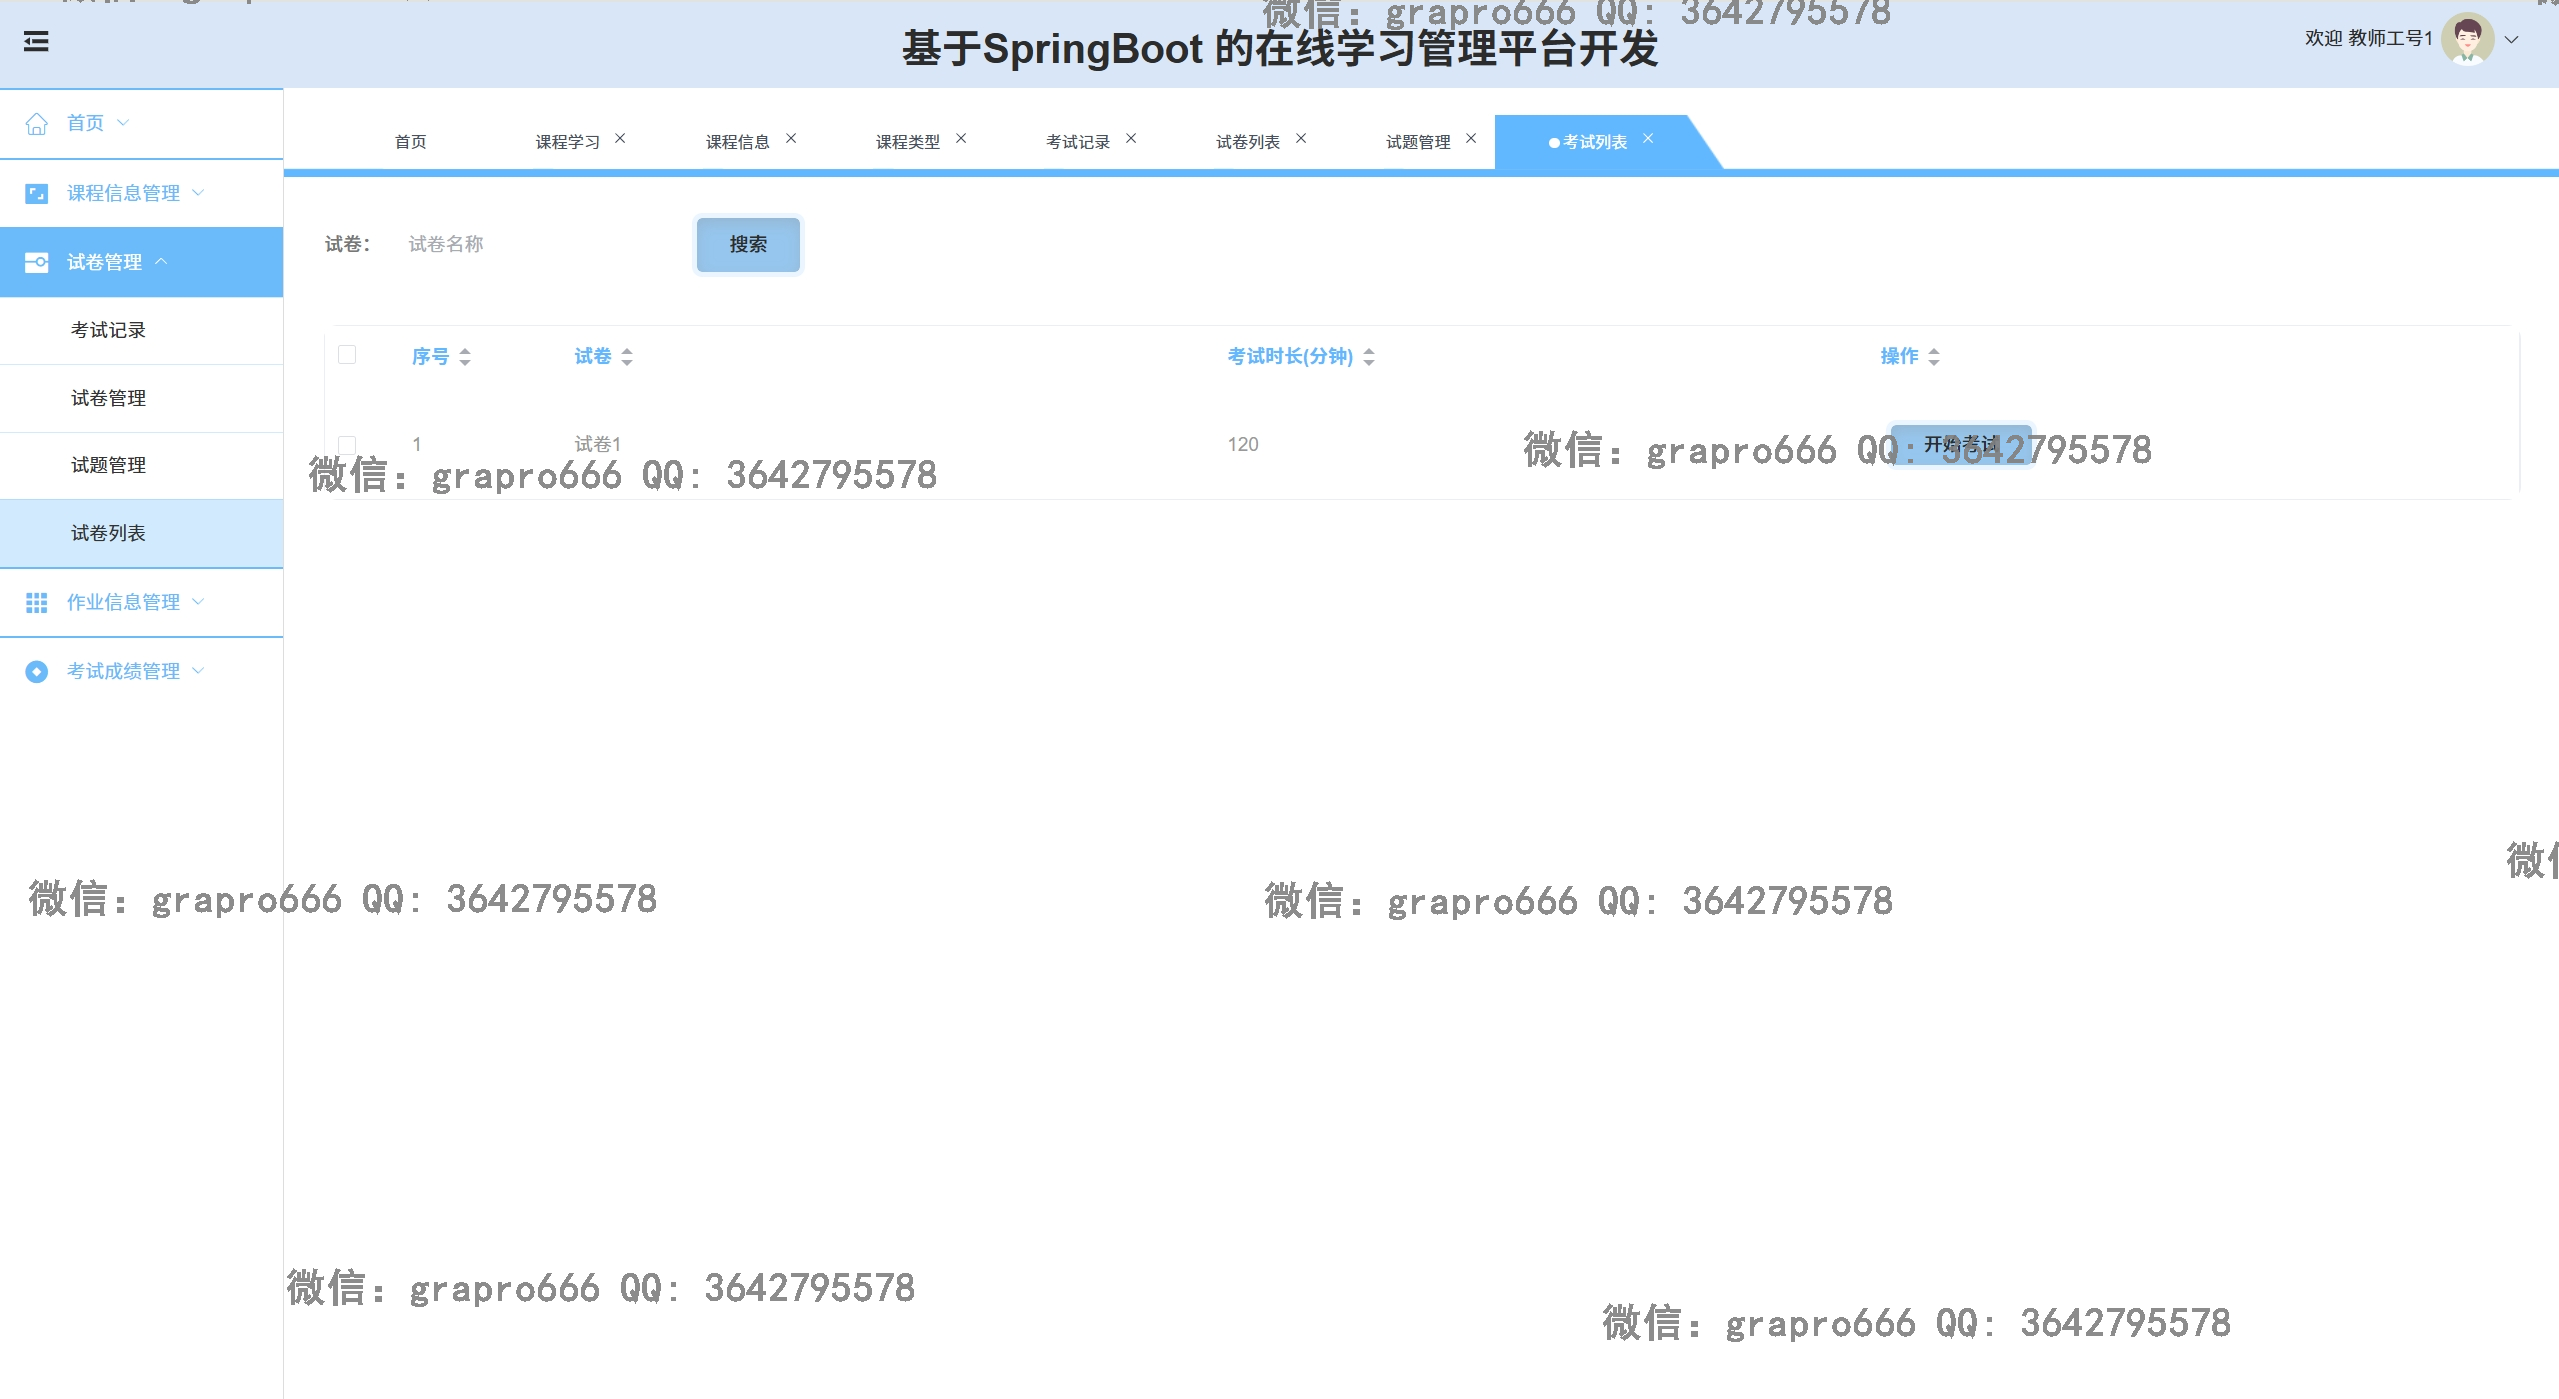 微信：grapro666 QQ: 3642795578
基于SpringBoot 的在线学习管理平台开发
欢迎 教师工号1
首页
课程信息管理
试卷管理
考试记录
试卷管理
试题管理
试卷列表
作业信息管理
考试成绩管理
首页 课程学习 课程信息 课程类型 考试记录 试卷列表 试题管理 考试列表
试卷： 试卷名称 搜索
序号 试卷 考试时长(分钟) 操作
1 试卷1 120 开始考试
微信：grapro666 QQ: 3642795578
微信：grapro666 QQ: 3642795578
微信：grapro666 QQ: 3642795578
微信：grapro666 QQ: 3642795578
微信：grapro666 QQ: 3642795578
微信：grapro666 QQ: 3642795578